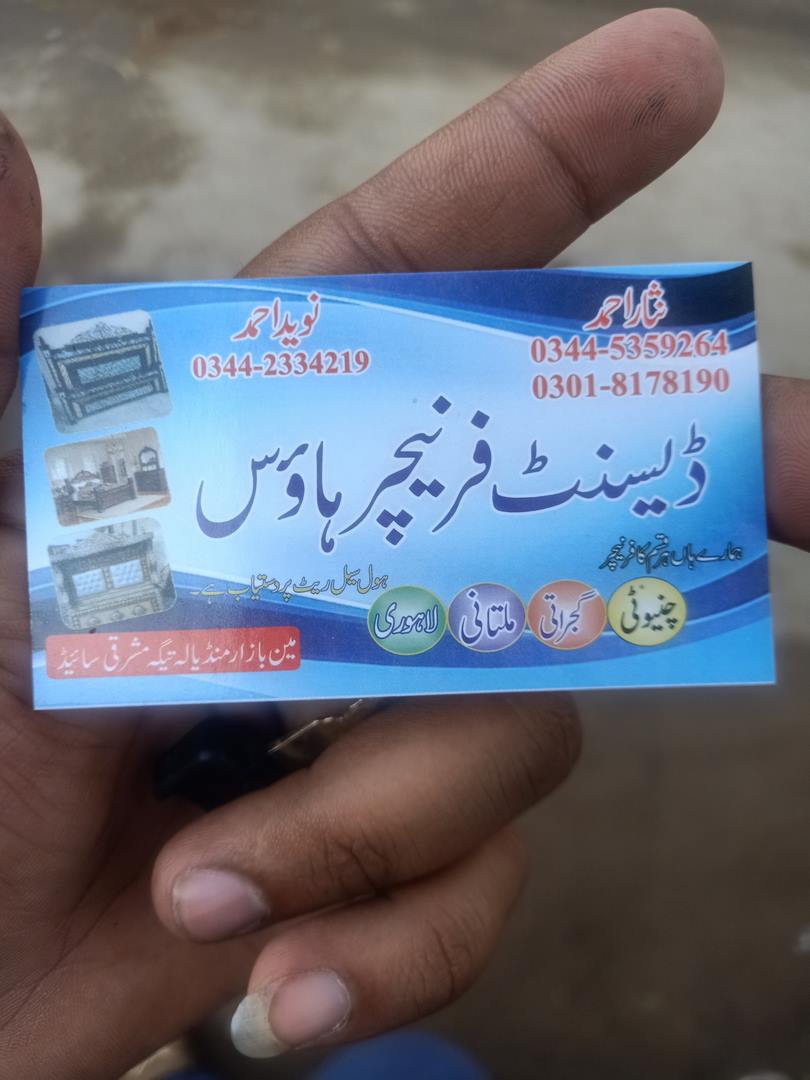 نثار احمد
0344-5359264
0301-8178190
نوید احمد
0344-2334219
ڈیسنٹ فرنیچر ہاؤس
ہمارے ہاں ہر قسم کا فرنیچر
چنیوٹی گجراتی ملتانی لاہوری
ہول سیل ریٹ پر دستیاب ہے۔
مین بازار منڈیالہ تیگہ مشرقی سائیڈ